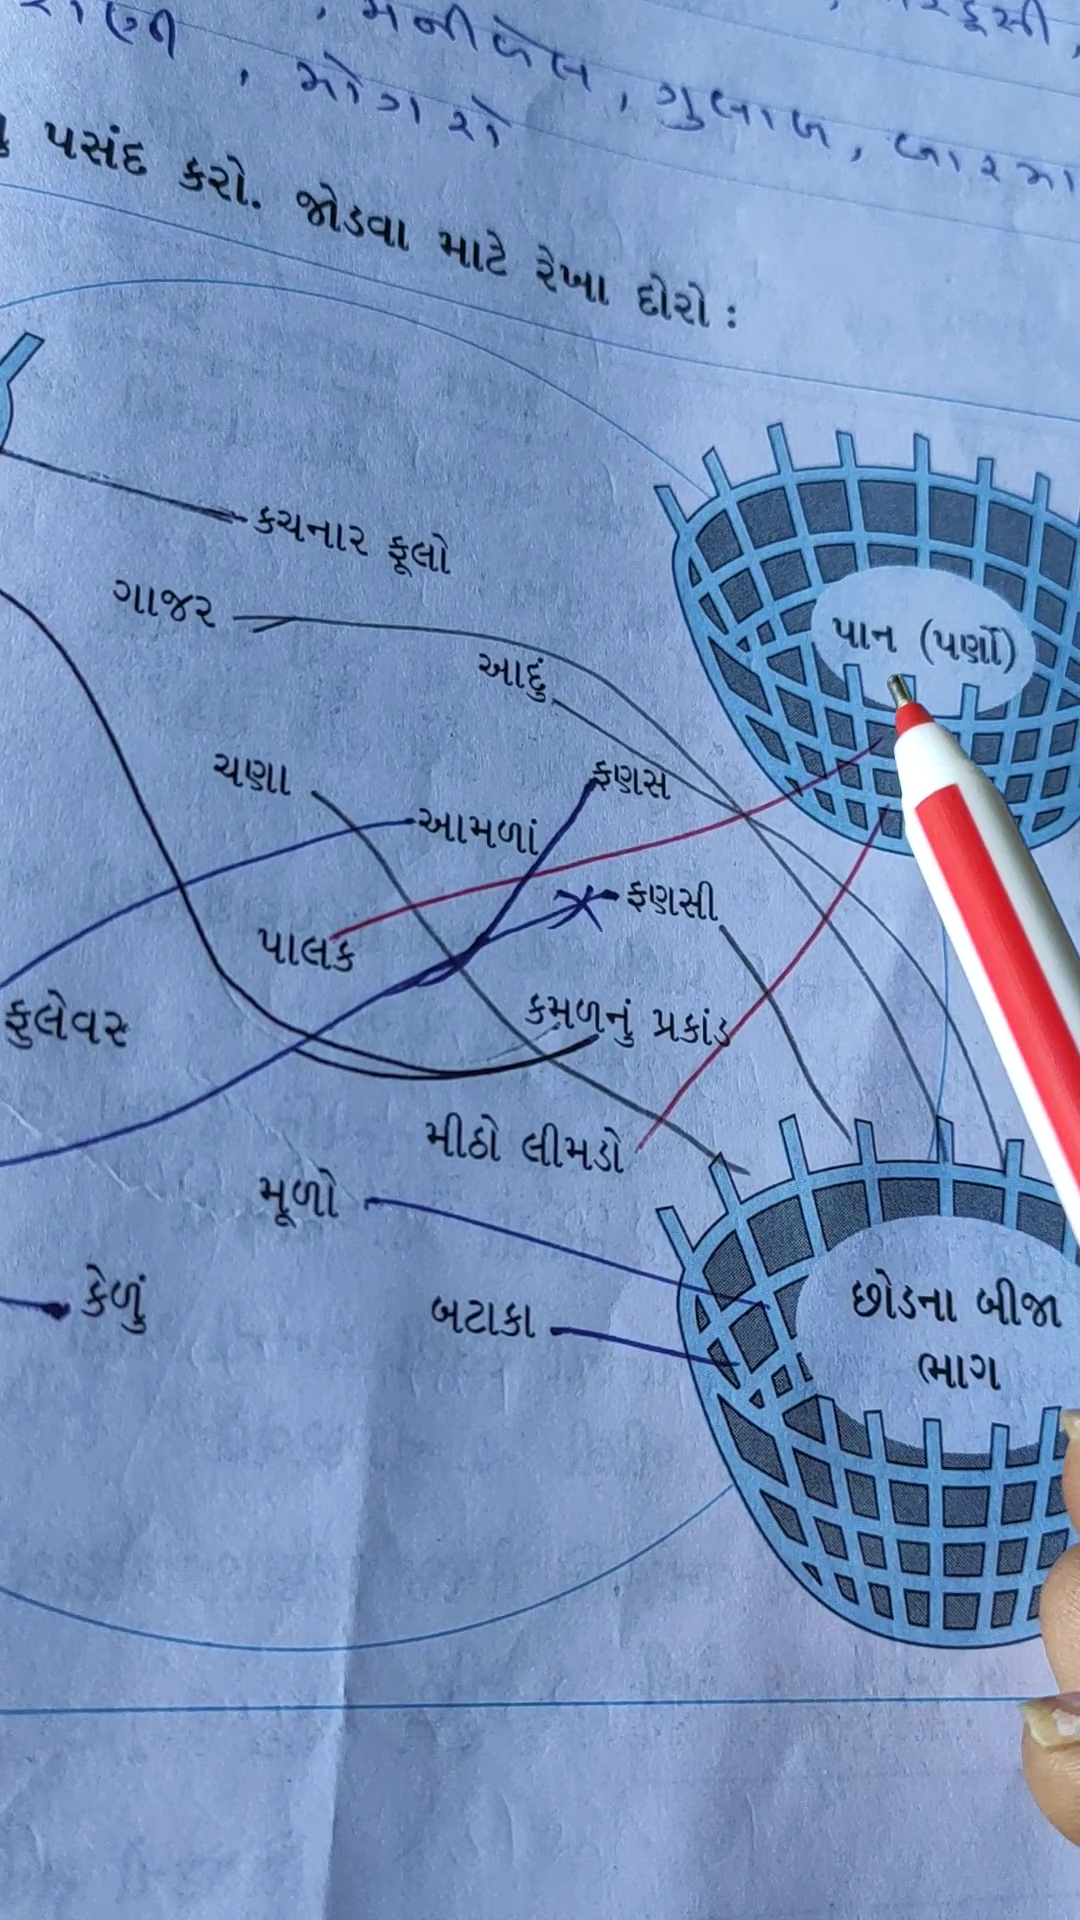 , મનીવેલ, ગુલાબ, બારમા
, મોગરો
પસંદ કરો. જોડવા માટે રેખા દોરો :
કચનાર ફૂલો
ગાજર
પાન (પર્ણો)
આદું
ચણા
ફણસ
આમળાં
ફણસી
પાલક
ફુલેવર
કમળનું પ્રકાંડ
મીઠો લીમડો
મૂળો
કેળું
બટાકા
છોડના બીજા
ભાગ